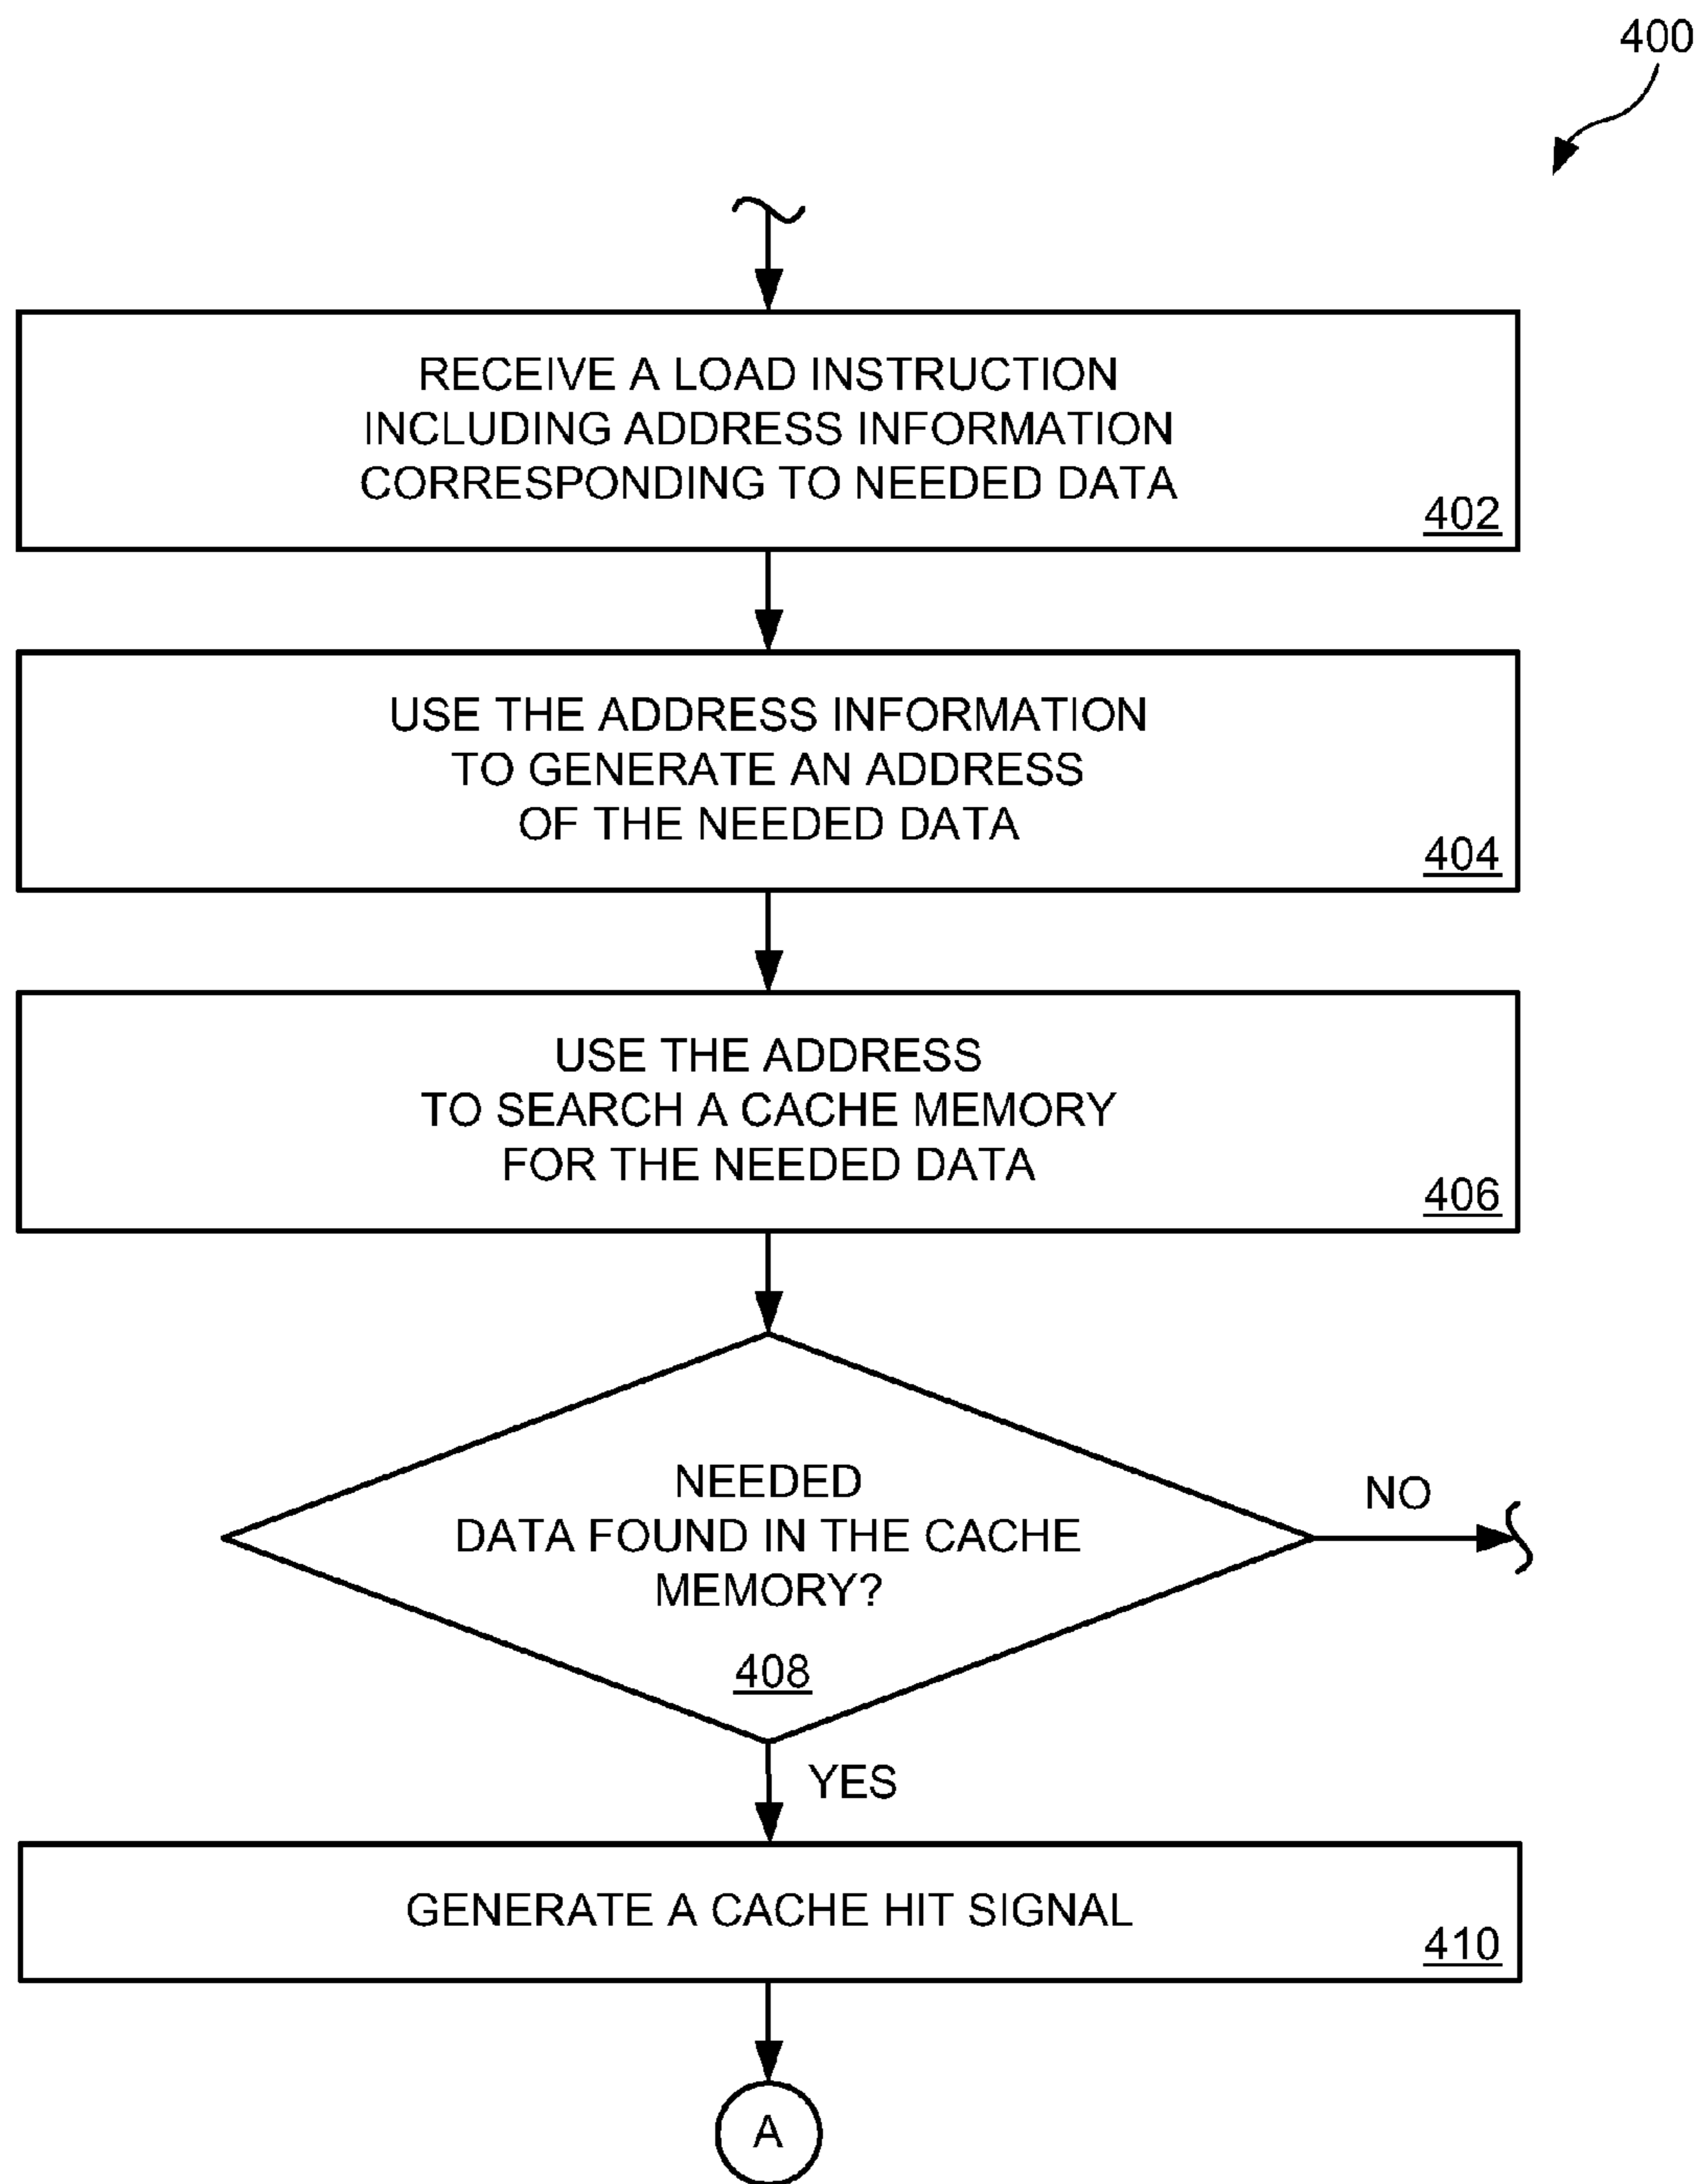 400
RECEIVE A LOAD INSTRUCTION
INCLUDING ADDRESS INFORMATION
CORRESPONDING TO NEEDED DATA
402
USE THE ADDRESS INFORMATION
TO GENERATE AN ADDRESS
OF THE NEEDED DATA
404
USE THE ADDRESS
TO SEARCH A CACHE MEMORY
FOR THE NEEDED DATA
406
NEEDED
DATA FOUND IN THE CACHE
MEMORY?
408
NO
YES
GENERATE A CACHE HIT SIGNAL
410
A